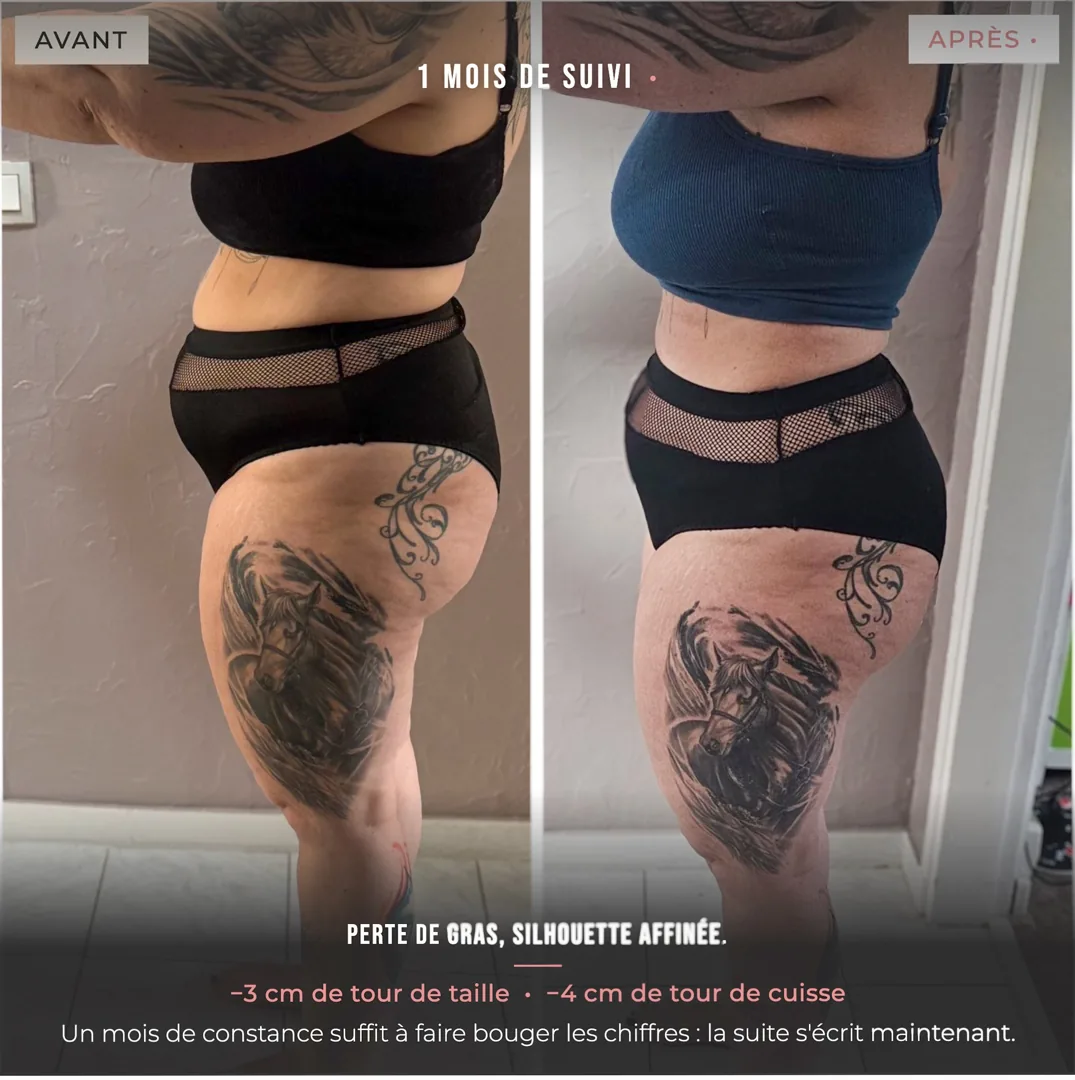 AVANT
APRÈS •
1 MOIS DE SUIVI •
PERTE DE GRAS, SILHOUETTE AFFINÉE.
−3 cm de tour de taille • −4 cm de tour de cuisse
Un mois de constance suffit à faire bouger les chiffres : la suite s'écrit maintenant.